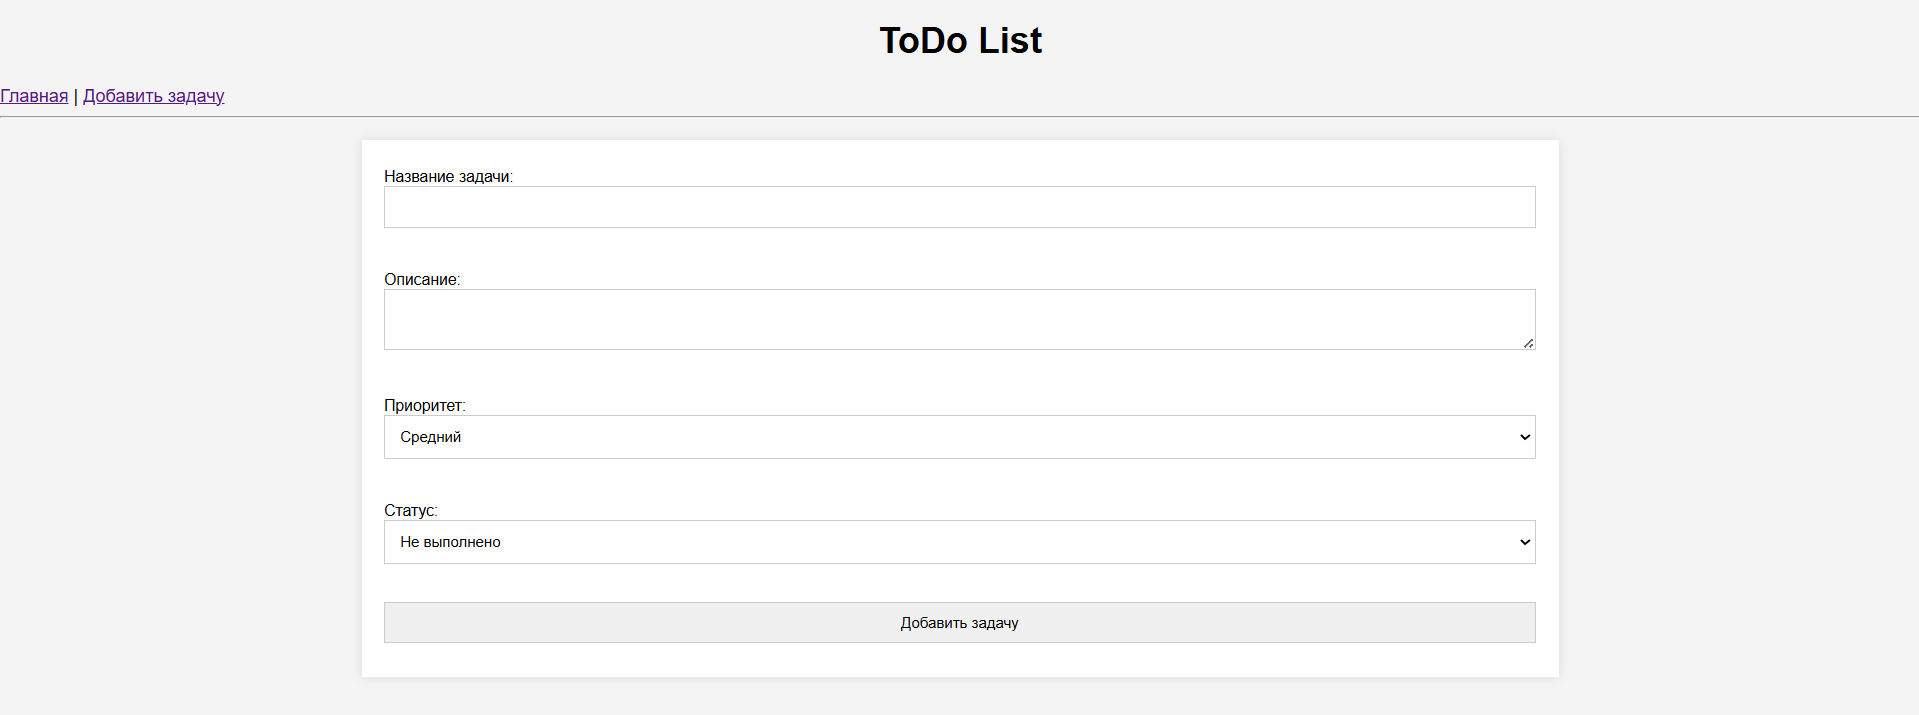 ToDo List
Главная | Добавить задачу
Название задачи:
Описание:
Приоритет:
Средний
Статус:
Не выполнено
Добавить задачу